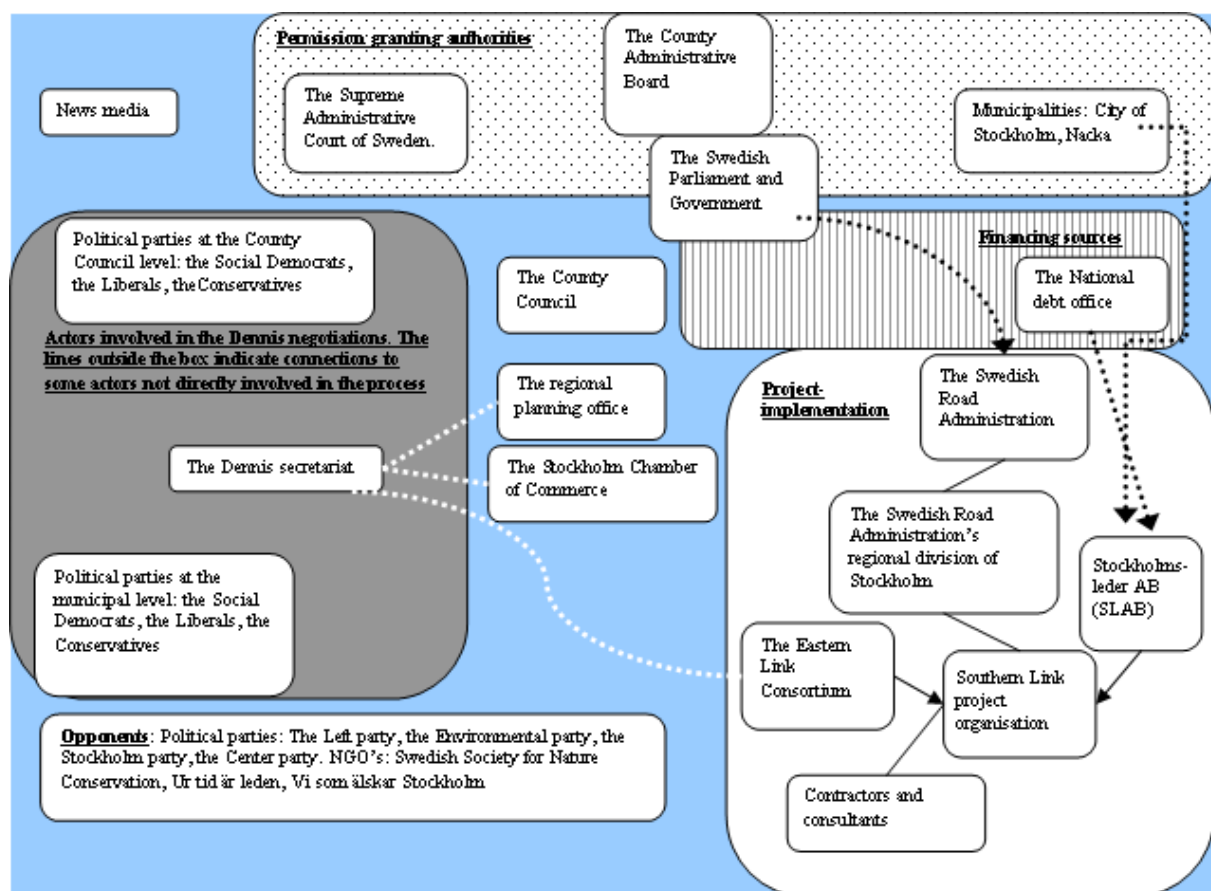 Permission granting authorities
The County
Administrative
Board
News media
The Supreme
Administrative
Court of Sweden.
Municipalities: City of
Stockholm, Nacka
The Swedish
Parliament and
Government
Political parties at the County
Council level: the Social Democrats,
the Liberals, the Conservatives
The County
Council
Financing sources
The National
debt office
Actors involved in the Dennis negotiations. The
lines outside the box indicate connections to
some actors not directly involved in the process
The regional
planning office
Project-
implementation
The Swedish
Road
Administration
The Dennis secretariat
The Stockholm Chamber
of Commerce
The Swedish Road
Administration's
regional division of
Stockholm
Stockholms-
leder AB
(SLAB)
Political parties at the
municipal level: the Social
Democrats, the Liberals, the
Conservatives
The Eastern
Link
Consortium
Southern Link
project
organisation
Opponents: Political parties: The Left party, the Environmental party, the
Stockholm party, the Center party. NGO's: Swedish Society for Nature
Conservation, Ur tid är leden, Vi som älskar Stockholm
Contractors and
consultants